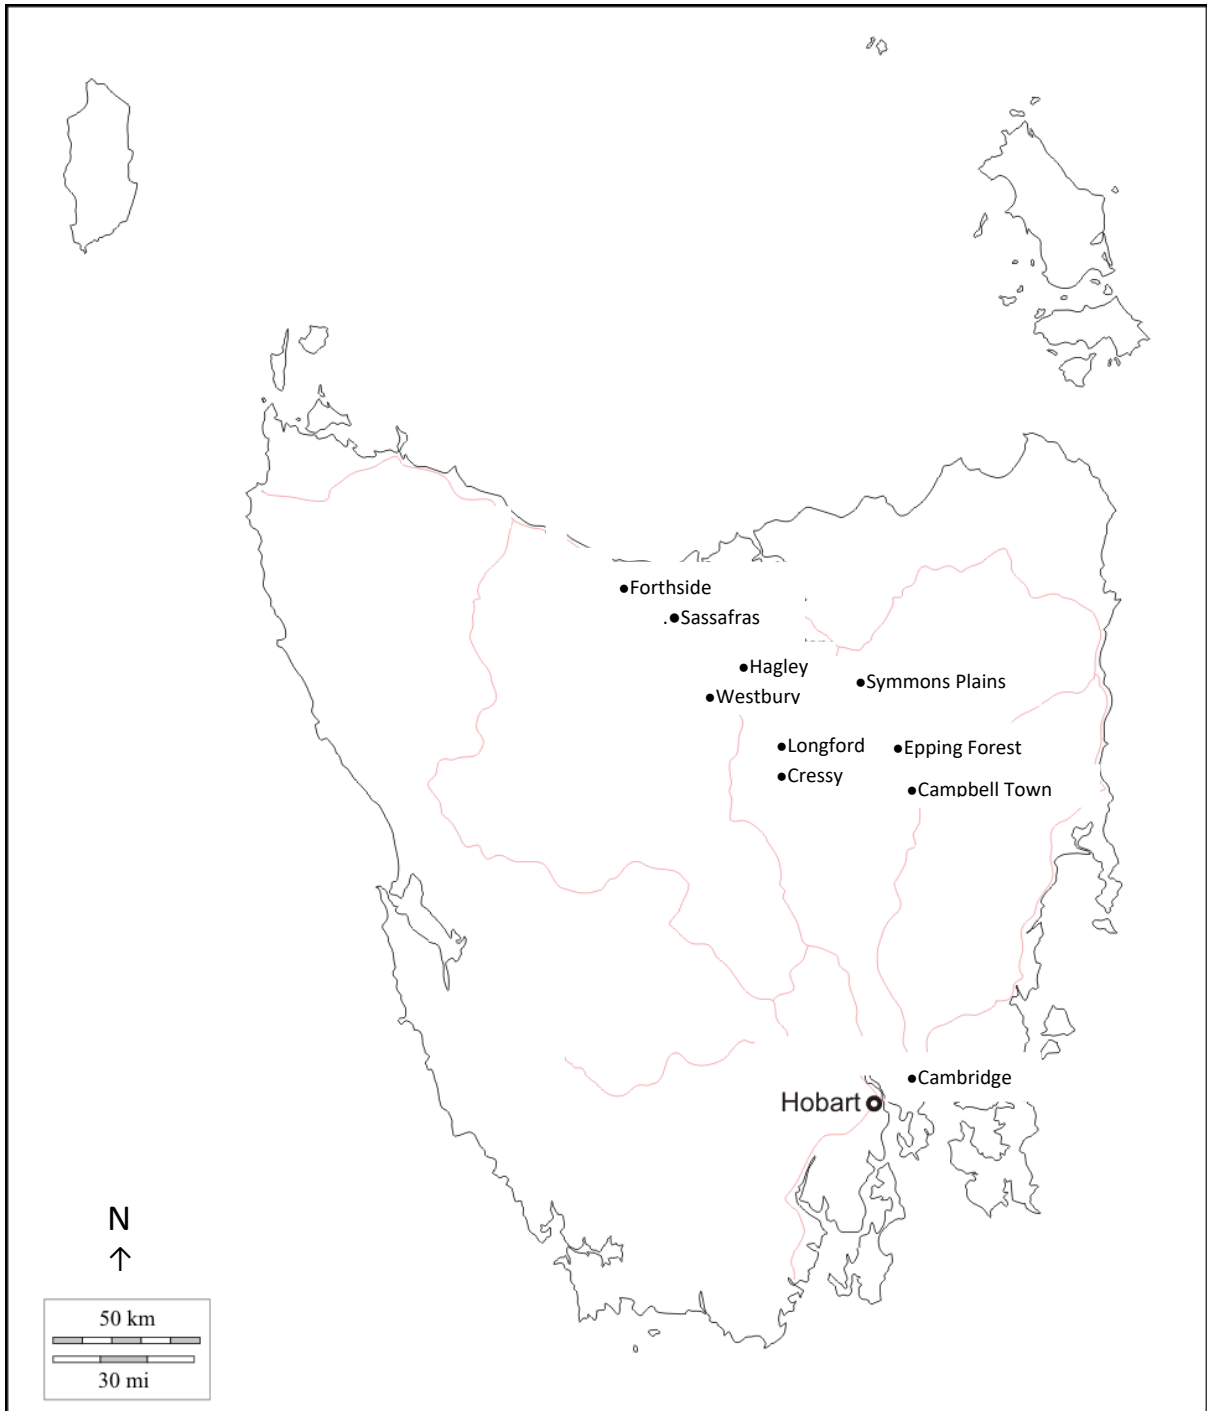 ●Forthside
.●Sassafras
●Hagley
●Symmons Plains
●Westbury
●Longford
●Epping Forest
●Cressy
●Campbell Town
●Cambridge
Hobart
N
↑
50 km
30 mi